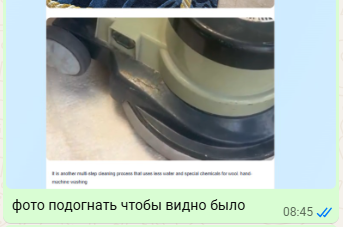 It is another multi-step cleaning process that uses less water and special chemicals for wool. hand-
machine washing.
фото подогнать чтобы видно было
08:45